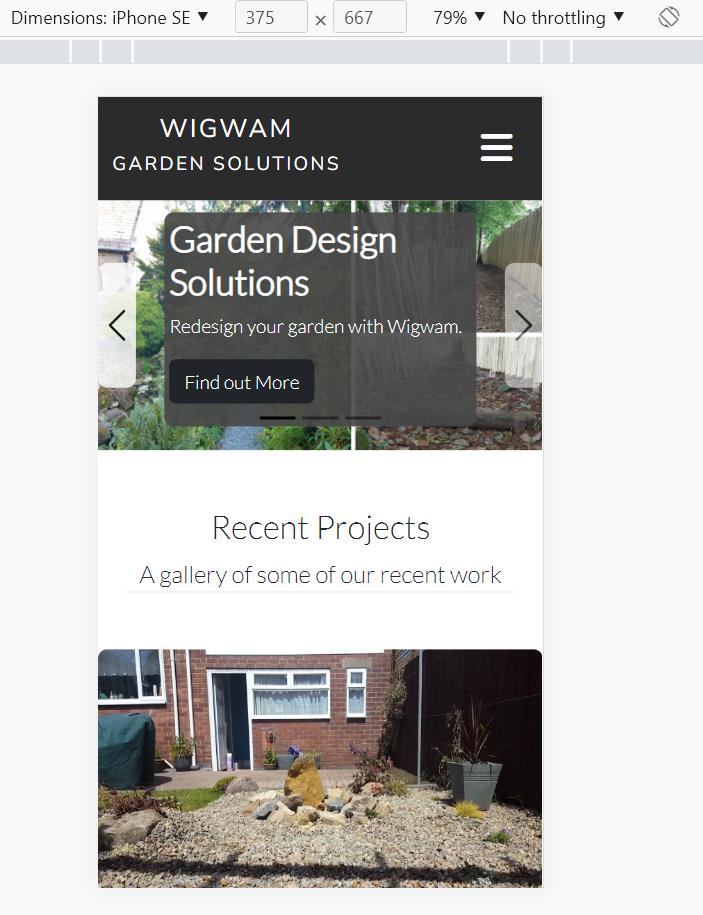 Dimensions: iPhone SE ▼ 375 × 667 79% ▼ No throttling ▼
WIGWAM
GARDEN SOLUTIONS
Garden Design
Solutions
Redesign your garden with Wigwam.
Find out More
Recent Projects
A gallery of some of our recent work